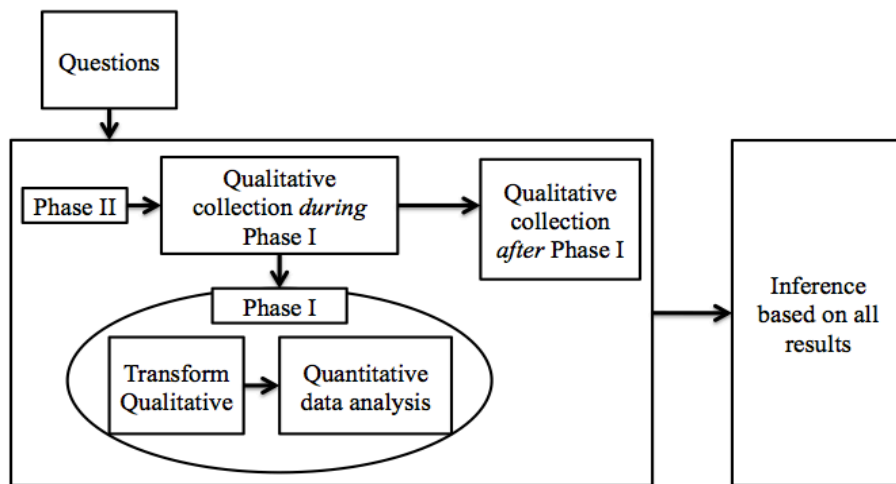 Questions
Phase II
Qualitative
collection during
Phase I
Qualitative
collection
after Phase I
Phase I
Transform
Qualitative
Quantitative
data analysis
Inference
based on all
results